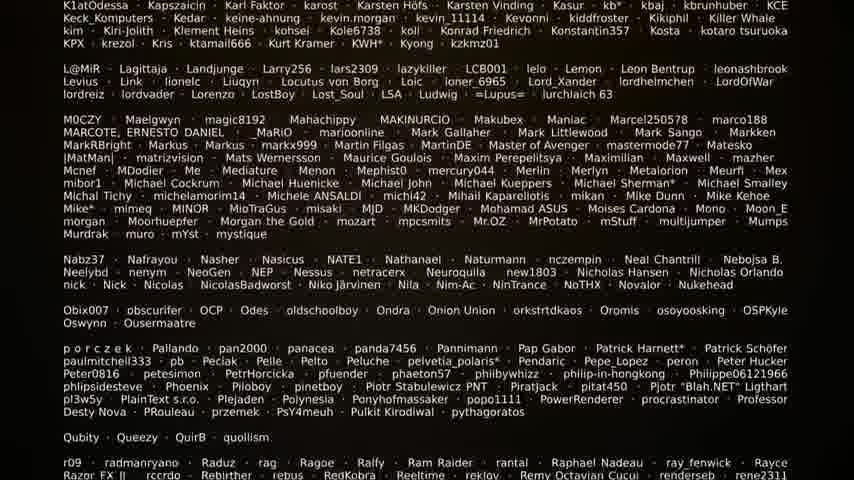 K1atOdessa · Kapszaicin · Karl Faktor · karost · Karsten Höfs · Karsten Vinding · Kasur · kb* · kbaj · kbrunhuber · KCE
Keck_Komputers · Kedar · keine-ahnung · kevin.morgan · kevin_11114 · Kevonni · kiddfroster · Kikiphil · Killer Whale
kim · Kiri-Jolith · Klement Heins · kohsei · Kole6738 · koll · Konrad Friedrich · Konstantin357 · Kosta · kotaro tsuruoka
KPX · krezol · Kris · ktamail666 · Kurt Kramer · KWH* · Kyong · kzkmz01
L@MiR · Lagittaja · Landjunge · Larry256 · lars2309 · lazykiller · LCB001 · lelo · Lemon · Leon Bentrup · leonashbrook
Levius · Link · lionelc · Liuqyn · Locutus von Borg · Loic · loner_6965 · Lord_Xander · lordhelmchen · LordOfWar
lordreiz · lordvader · Lorenzo · LostBoy · Lost_Soul · LSA · Ludwig · =Lupus= · lurchlaich 63
M0CZY · Maelgwyn · magic8192 · Mahachippy · MAKINURCIO · Makubex · Maniac · Marcel250578 · marco188
MARCOTE, ERNESTO DANIEL · _MaRiO · marioonline · Mark Gallaher · Mark Littlewood · Mark Sango · Markken
MarkRBright · Markus · Markus · markx999 · Martin Filgas · MartinDE · Master of Avenger · mastermode77 · Matesko
|MatMan| · matrizvision · Mats Wernersson · Maurice Goulois · Maxim Perepelitsya · Maximilian · Maxwell · mazher
Mcnef · MDodier · Me · Mediature · Menon · Mephist0 · mercury044 · Merlin · Merlyn · Metalorion · Meurfi · Mex
mibor1 · Michael Cockrum · Michael Huenicke · Michael John · Michael Kueppers · Michael Sherman* · Michael Smalley
Michal Tichy · michelamorim14 · Michele ANSALDI · michi42 · Mihail Kapareliotis · mikan · Mike Dunn · Mike Kehoe
Mike* · mimeq · MINOR · MioTraGus · misaki · MJD · MKDodger · Mohamad ASUS · Moises Cardona · Mono · Moon_E
morgan · Moorhuepfer · Morgan the Gold · mozart · mpcsmits · Mr.OZ · MrPotato · mStuff · multijumper · Mumps
Murdrak · muro · mYst · mystique
Nabz37 · Nafrayou · Nasher · Nasicus · NATE1 · Nathanael · Naturmann · nczempin · Neal Chantrill · Nebojsa B.
Neelybd · nenym · NeoGen · NEP · Nessus · netracerx · Neuroquila · new1803 · Nicholas Hansen · Nicholas Orlando
nick · Nick · Nicolas · NicolasBadworst · Niko Järvinen · Nila · Nim-Ac · NinTrance · NoTHX · Novalor · Nukehead
Obix007 · obscurifer · OCP · Odes · oldschoolboy · Ondra · Onion Union · orkstrtdkaos · Oromis · osoyoosking · OSPKyle
Oswynn · Ousermaatre
p o r c z e k · Pallando · pan2000 · panacea · panda7456 · Pannimann · Pap Gabor · Patrick Harnett* · Patrick Schöfer
paulmitchell333 · pb · Peciak · Pelle · Pelto · Peluche · pelvetia_polaris* · Pendaric · Pepe_Lopez · peron · Peter Hucker
Peter0816 · petesimon · PetrHorcicka · pfuender · phaeton57 · phiibywhizz · philip-in-hongkong · Philippe06121966
phlipsidesteve · Phoenix · Piloboy · pinetboy · Piotr Stabulewicz PNT · Piratjack · pitat450 · Pjotr "Blah.NET" Ligthart
pl3w5y · PlainText s.r.o. · Plejaden · Polynesia · Ponyhofmassaker · popo1111 · PowerRenderer · procrastinator · Professor
Desty Nova · PRouleau · przemek · PsY4meuh · Pulkit Kirodiwal · pythagoratos
Qubity · Queezy · QuirB · quollism
r09 · radmanryano · Raduz · rag · Ragoe · Ralfy · Ram Raider · rantal · Raphael Nadeau · ray_fenwick · Rayce
Razor_FX_II · rccrdo · Rebirther · rebus · RedKobra · Reeltime · reklov · Remy Octavian Cucui · renderseb · rene2311